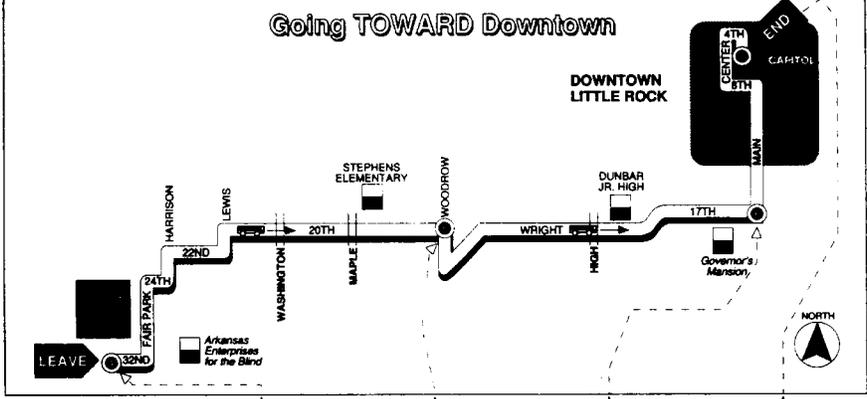 Going TOWARD Downtown
END
4TH
CENTER
CAPITOL
8TH
DOWNTOWN
LITTLE ROCK
MAIN
STEPHENS
ELEMENTARY
WOODROW
DUNBAR
JR. HIGH
HARRISON
LEWIS
17TH
20TH
WRIGHT
22ND
WASHINGTON
MAPLE
HIGH
Governor's
Mansion
24TH
FAIR PARK
NORTH
Arkansas
Enterprises
for the Blind
LEAVE
32ND